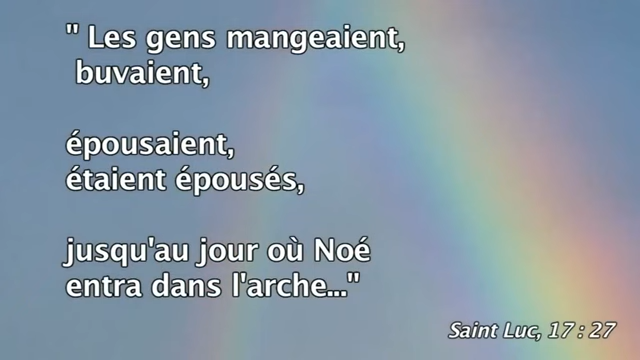 " Les gens mangeaient,
buvaient,
épousaient,
étaient épousés,
jusqu'au jour où Noé
entra dans l'arche..."
Saint Luc, 17 : 27